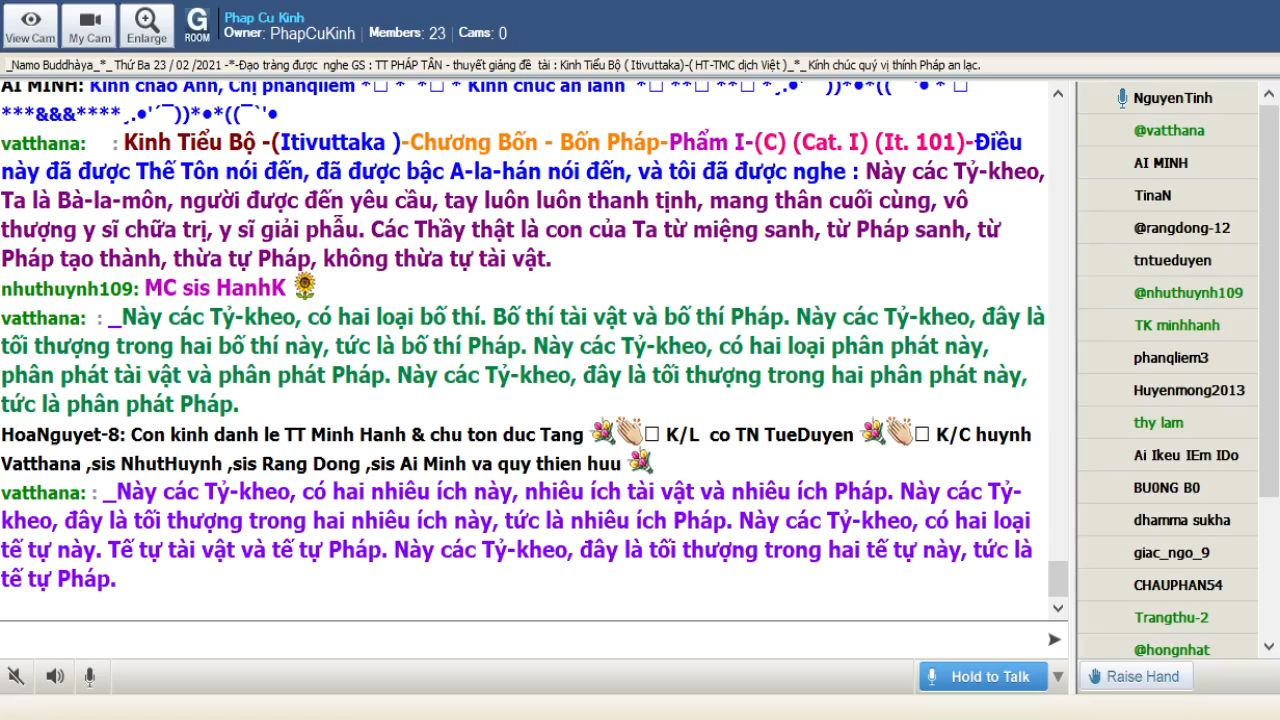 View Cam
My Cam
Enlarge
G
ROOM
Phap Cu Kinh
Owner: PhapCuKinh | Members: 23 | Cams: 0
_Namo Buddhàya_*_ Thứ Ba 23 / 02 /2021 -*-Đạo tràng được nghe GS : TT PHÁP TÂN - thuyết giảng đề tài : Kinh Tiểu Bộ ( Itivuttaka)-( HT-TMC dịch Việt )_*_ Kính chúc quý vị thính Pháp an lạc.
AI MINH: Kính chào Anh, Chị phanqliem *□ * *□ * Kính chúc an lành *□ **□ **□ *
***&&&****
vatthana: : Kinh Tiểu Bộ -(Itivuttaka )-Chương Bốn - Bốn Pháp-Phẩm I-(C) (Cat. I) (It. 101)-Điều
này đã được Thế Tôn nói đến, đã được bậc A-la-hán nói đến, và tôi đã được nghe : Này các Tỷ-kheo,
Ta là Bà-la-môn, người được đến yêu cầu, tay luôn luôn thanh tịnh, mang thân cuối cùng, vô
thượng y sĩ chữa trị, y sĩ giải phẫu. Các Thầy thật là con của Ta từ miệng sanh, từ Pháp sanh, từ
Pháp tạo thành, thừa tự Pháp, không thừa tự tài vật.
nhuthuynh109: MC sis HanhK 🌻
vatthana: : _Này các Tỷ-kheo, có hai loại bố thí. Bố thí tài vật và bố thí Pháp. Này các Tỷ-kheo, đây là
tối thượng trong hai bố thí này, tức là bố thí Pháp. Này các Tỷ-kheo, có hai loại phân phát này,
phân phát tài vật và phân phát Pháp. Này các Tỷ-kheo, đây là tối thượng trong hai phân phát này,
tức là phân phát Pháp.
HoaNguyet-8: Con kinh danh le TT Minh Hanh & chu ton duc Tang 💐👏□ K/L co TN TueDuyen 💐👏□ K/C huynh
Vatthana ,sis NhutHuynh ,sis Rang Dong ,sis Ai Minh va quy thien huu 💐
vatthana: : _Này các Tỷ-kheo, có hai nhiêu ích này, nhiêu ích tài vật và nhiêu ích Pháp. Này các Tỷ-
kheo, đây là tối thượng trong hai nhiêu ích này, tức là nhiêu ích Pháp. Này các Tỷ-kheo, có hai loại
tế tự này. Tế tự tài vật và tế tự Pháp. Này các Tỷ-kheo, đây là tối thượng trong hai tế tự này, tức là
tế tự Pháp.
Hold to Talk
NguyenTinh
@vatthana
AI MINH
TinaN
@rangdong-12
tntueduyen
@nhuthuynh109
TK minhhanh
phanqliem3
Huyenmong2013
thy lam
Ai Ikeu IEm IDo
BU0NG B0
dhamma sukha
giac_ngo_9
CHAUPHAN54
Trangthu-2
@hongnhat
Raise Hand